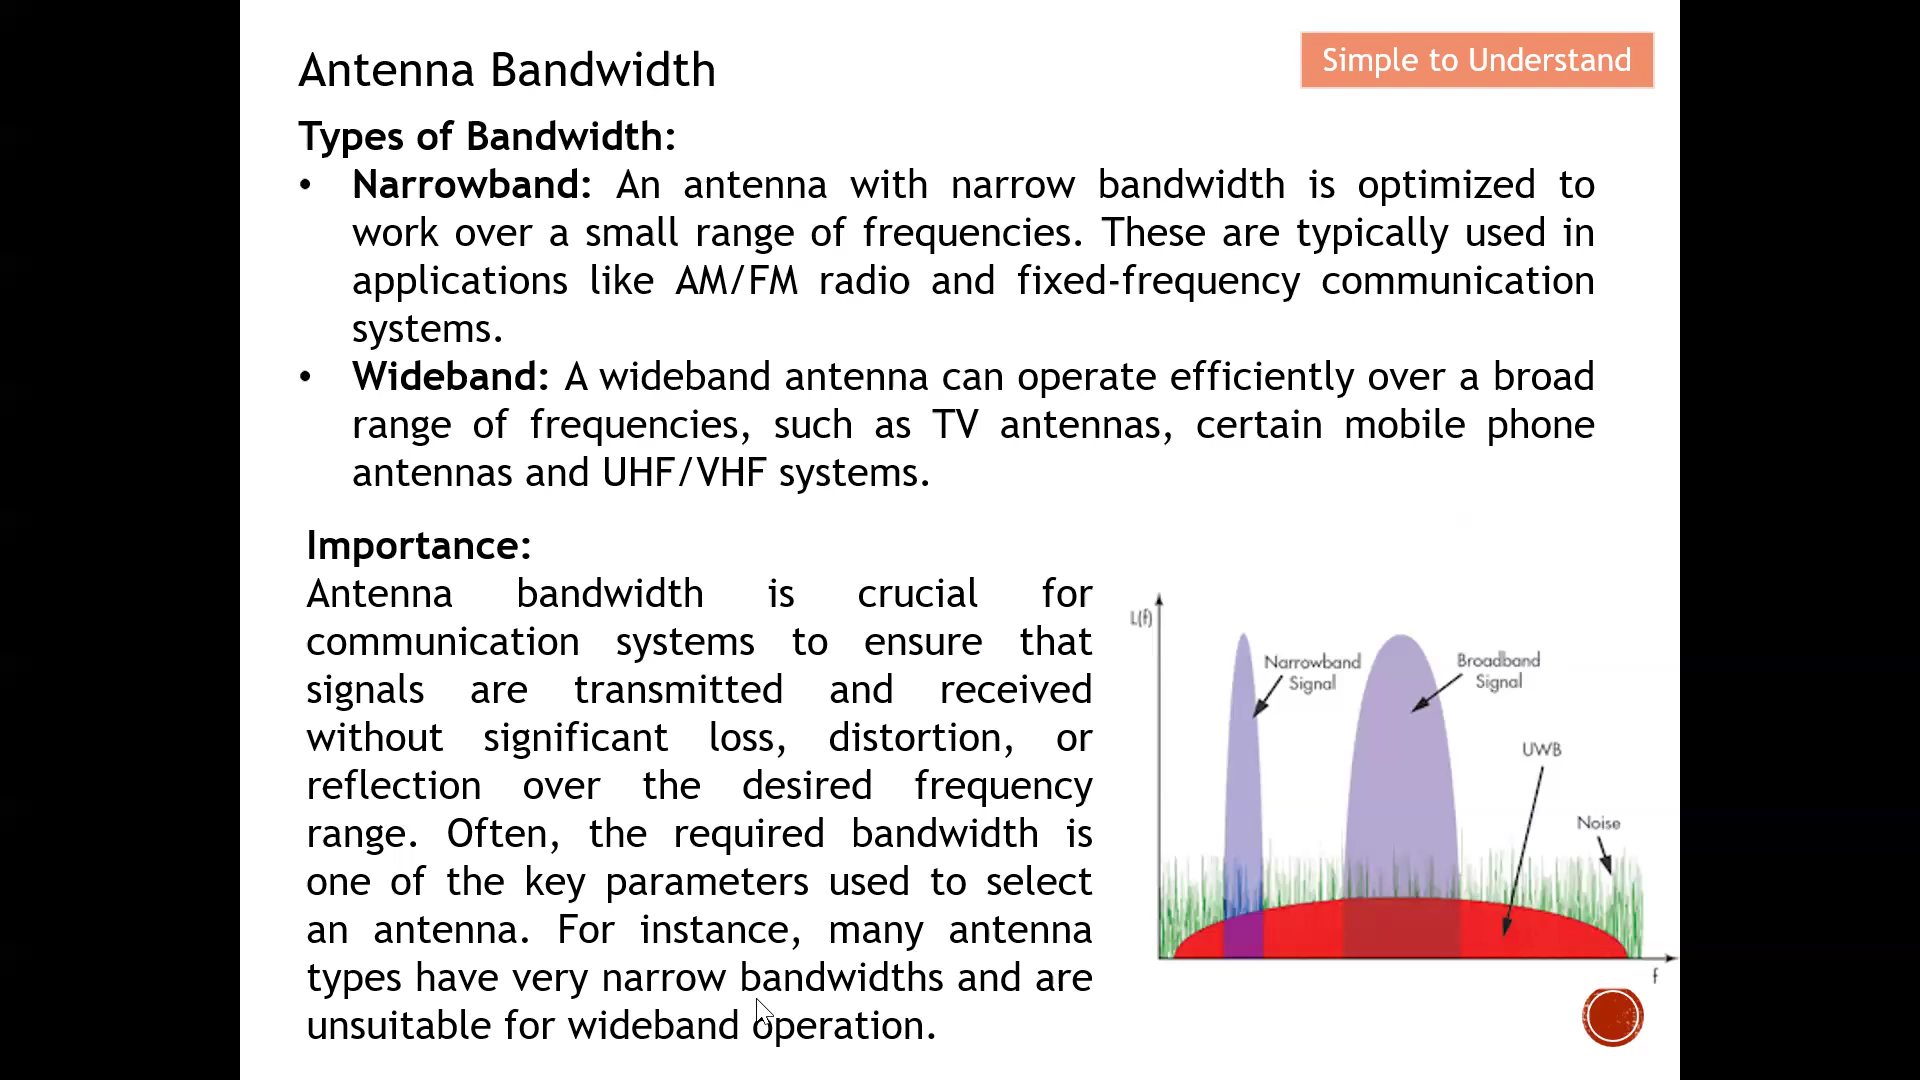 Antenna Bandwidth
Simple to Understand
Types of Bandwidth:
• Narrowband: An antenna with narrow bandwidth is optimized to
work over a small range of frequencies. These are typically used in
applications like AM/FM radio and fixed-frequency communication
systems.
• Wideband: A wideband antenna can operate efficiently over a broad
range of frequencies, such as TV antennas, certain mobile phone
antennas and UHF/VHF systems.
Importance:
Antenna bandwidth is crucial for
communication systems to ensure that
signals are transmitted and received
without significant loss, distortion, or
reflection over the desired frequency
range. Often, the required bandwidth is
one of the key parameters used to select
an antenna. For instance, many antenna
types have very narrow bandwidths and are
unsuitable for wideband operation.
L(f)
Narrowband
Signal
Broadband
Signal
UWB
Noise
f